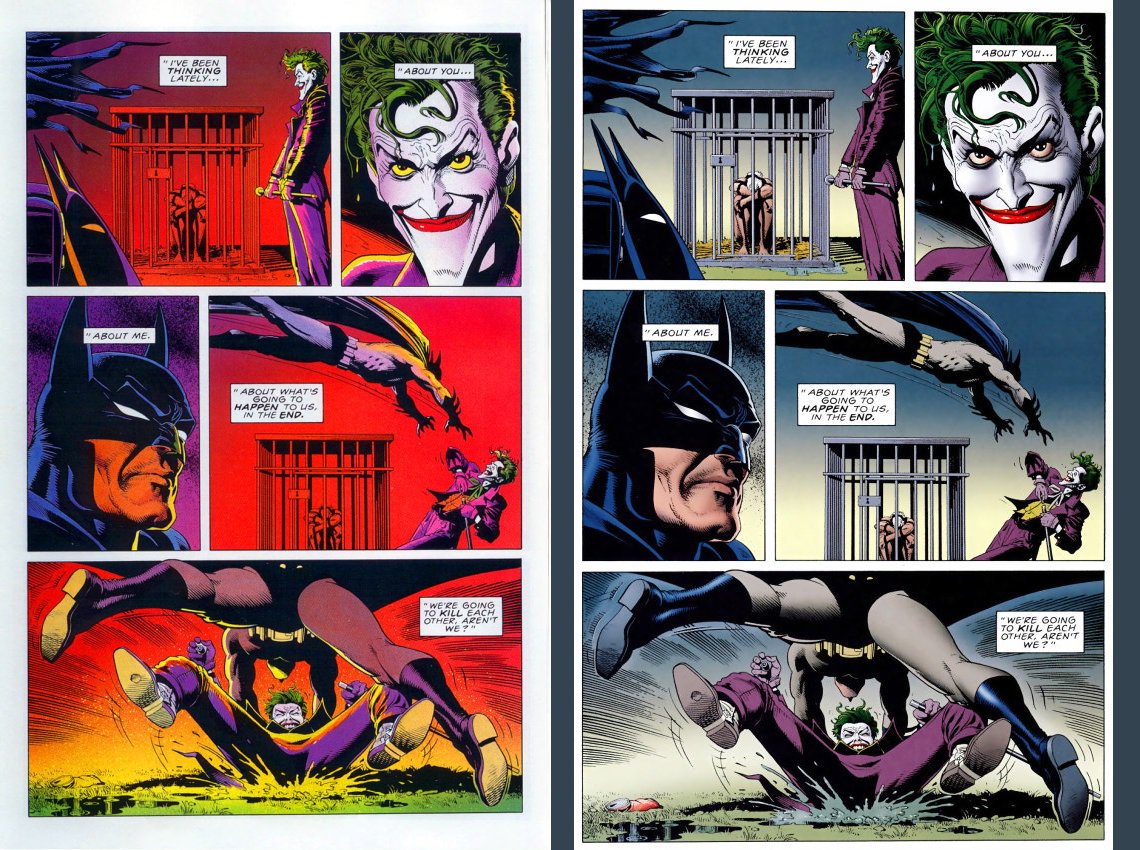 "I'VE BEEN
THINKING
LATELY...
"ABOUT YOU...
"ABOUT ME.
"ABOUT WHAT'S
GOING TO
HAPPEN TO US,
IN THE END.
"WE'RE GOING
TO KILL EACH
OTHER, AREN'T
WE?"
"I'VE BEEN
THINKING
LATELY...
"ABOUT YOU...
"ABOUT ME.
"ABOUT WHAT'S
GOING TO
HAPPEN TO US,
IN THE END.
"WE'RE GOING
TO KILL EACH
OTHER, AREN'T
WE?"